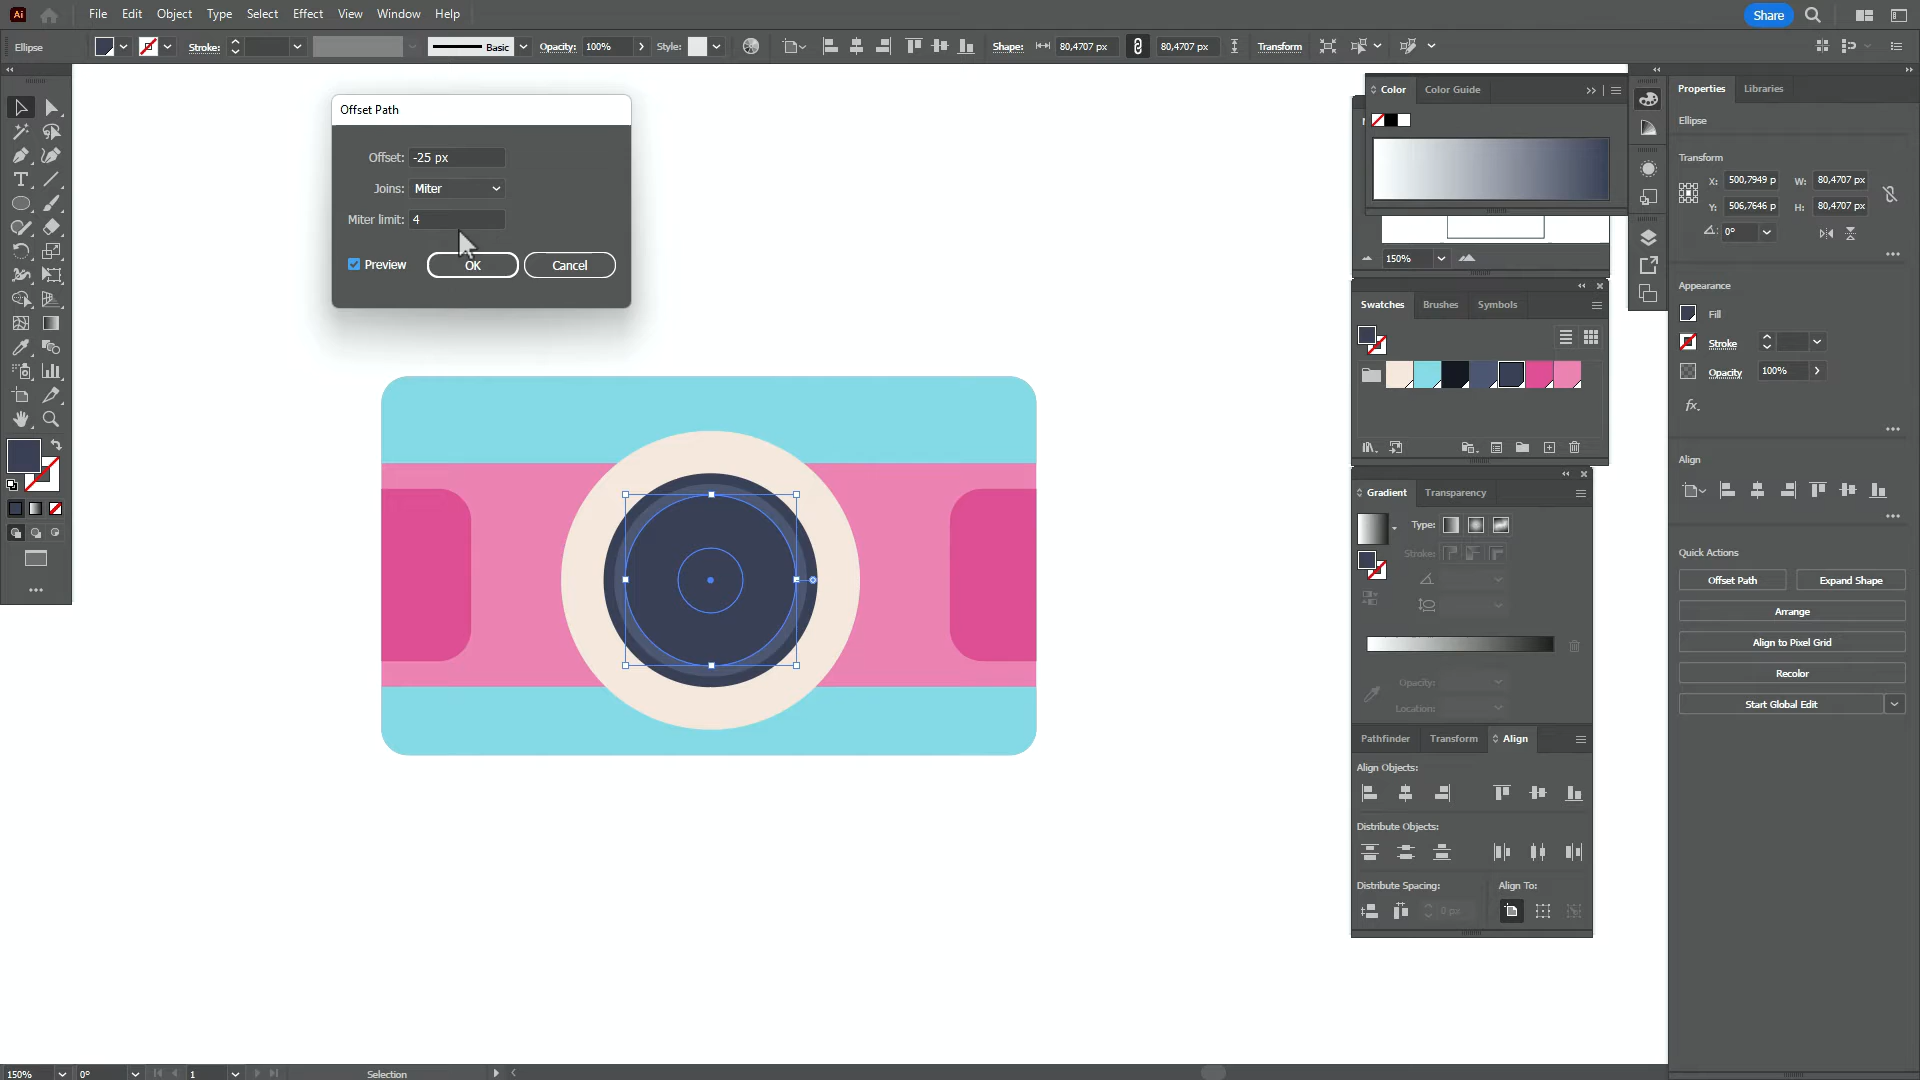 Ai
File Edit Object Type Select Effect View Window Help
Share
Ellipse
Stroke:
Basic
Opacity: 100%
Style:
Shape: 80,4707 px 80,4707 px
Transform
Offset Path
Offset: -25 px
Joins: Miter
Miter limit: 4
Preview
OK
Cancel
Color
Color Guide
150%
Swatches
Brushes
Symbols
Gradient
Transparency
Type:
Stroke:
Opacity:
Location:
Pathfinder
Transform
Align
Align Objects:
Distribute Objects:
Distribute Spacing:
Align To:
0 px
Properties
Libraries
Ellipse
Transform
X: 500,7949 p W: 80,4707 px
Y: 506,7646 p H: 80,4707 px
0°
Appearance
Fill
Stroke
Opacity 100%
fx.
Align
Quick Actions
Offset Path
Expand Shape
Arrange
Align to Pixel Grid
Recolor
Start Global Edit
150% 0° 1 Selection